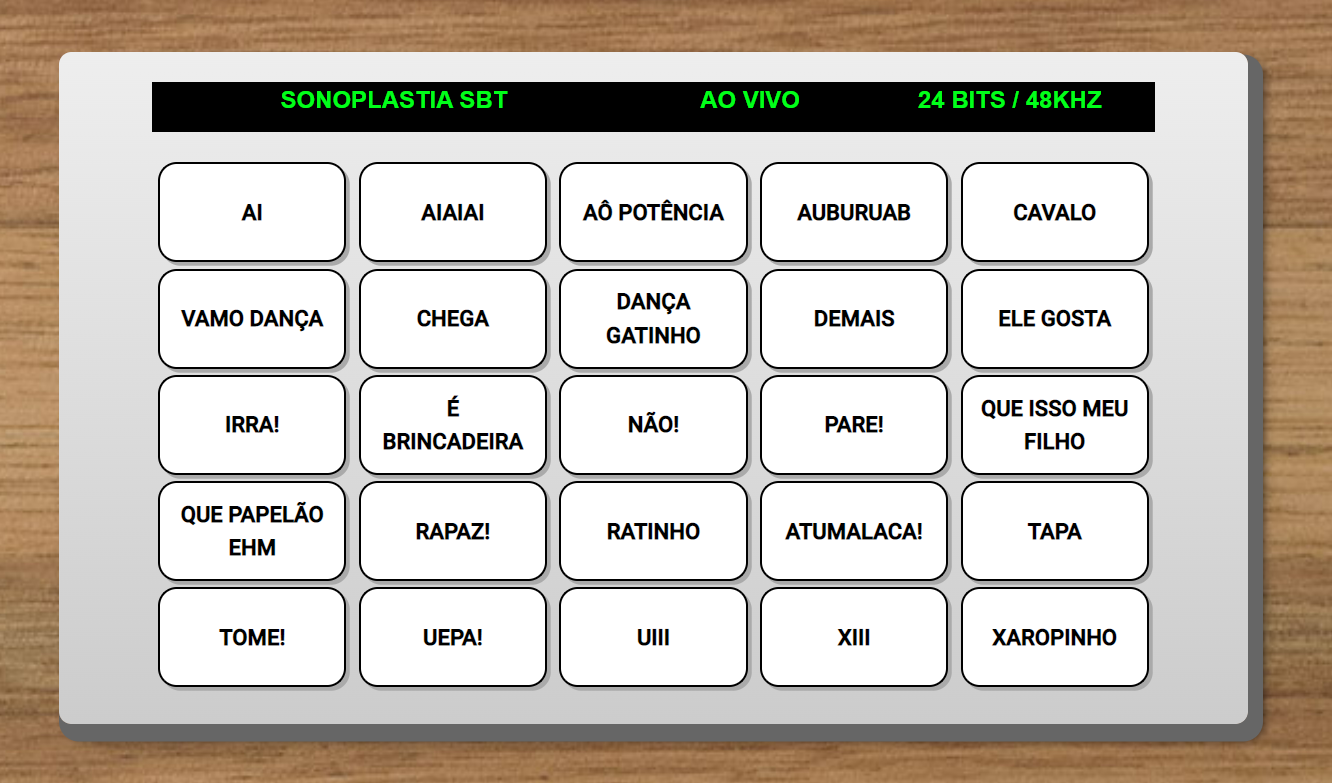 SONOPLASTIA SBT AO VIVO 24 BITS / 48KHZ
AI
AIAIAI
AÔ POTÊNCIA
AUBURUAB
CAVALO
VAMO DANÇA
CHEGA
DANÇA
GATINHO
DEMAIS
ELE GOSTA
IRRA!
É
BRINCADEIRA
NÃO!
PARE!
QUE ISSO MEU
FILHO
QUE PAPELÃO
EHM
RAPAZ!
RATINHO
ATUMALACA!
TAPA
TOME!
UEPA!
UIII
XIII
XAROPINHO